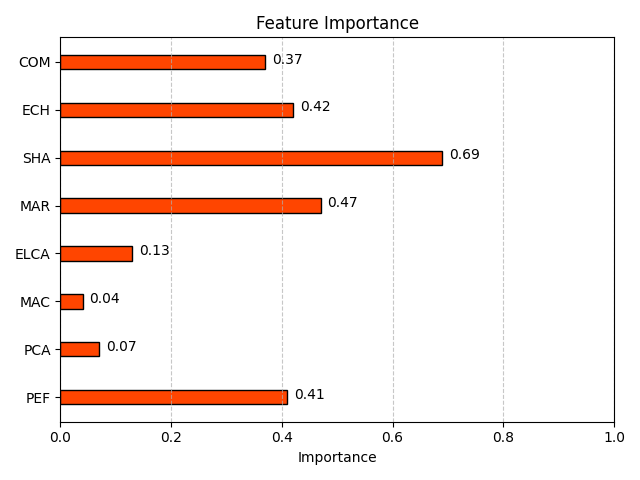 Feature Importance
COM 0.37
ECH 0.42
SHA 0.69
MAR 0.47
ELCA 0.13
MAC 0.04
PCA 0.07
PEF 0.41
0.0 0.2 0.4 0.6 0.8 1.0
Importance